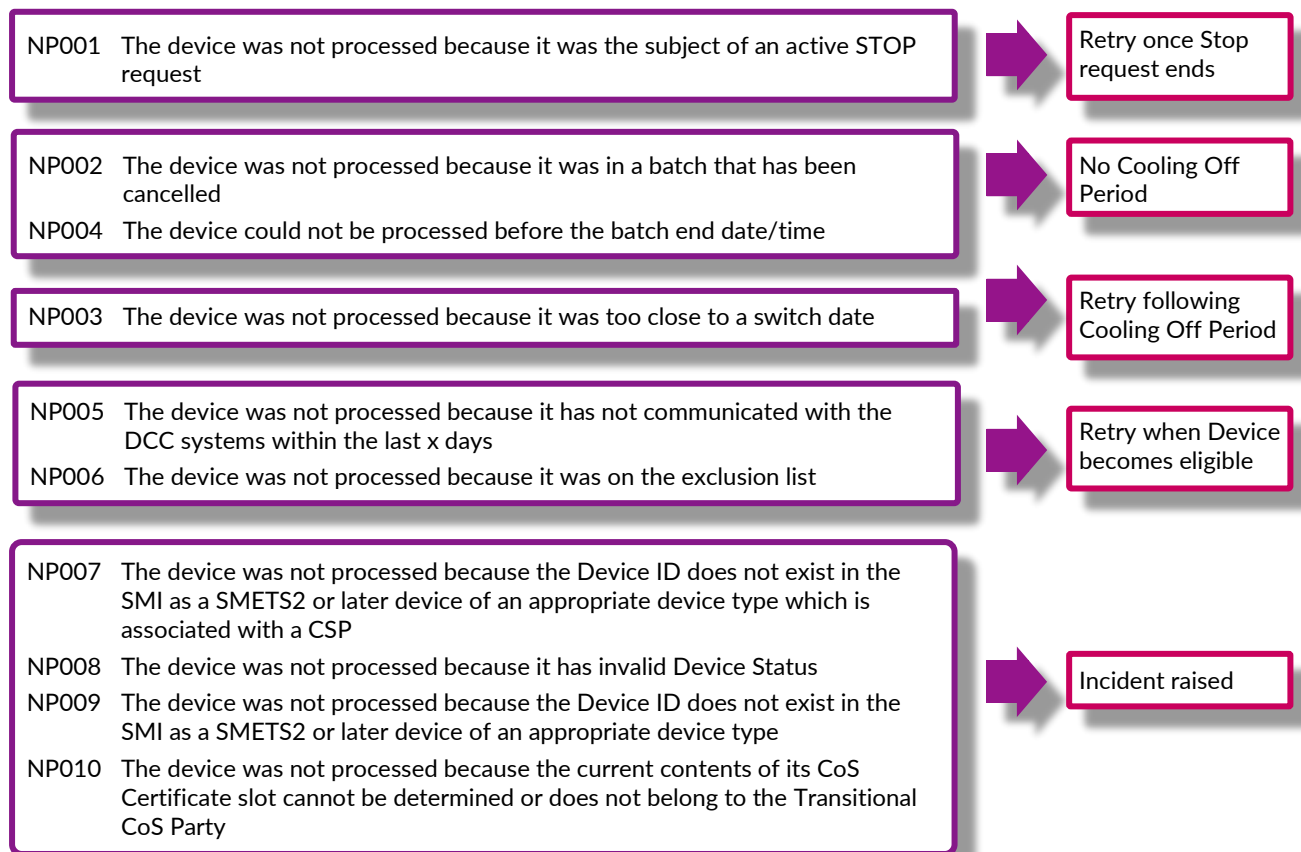 NP001 The device was not processed because it was the subject of an active STOP
request
Retry once Stop
request ends
NP002 The device was not processed because it was in a batch that has been
cancelled
NP004 The device could not be processed before the batch end date/time
No Cooling Off
Period
NP003 The device was not processed because it was too close to a switch date
Retry following
Cooling Off Period
NP005 The device was not processed because it has not communicated with the
DCC systems within the last x days
NP006 The device was not processed because it was on the exclusion list
Retry when Device
becomes eligible
NP007 The device was not processed because the Device ID does not exist in the
SMI as a SMETS2 or later device of an appropriate device type which is
associated with a CSP
NP008 The device was not processed because it has invalid Device Status
NP009 The device was not processed because the Device ID does not exist in the
SMI as a SMETS2 or later device of an appropriate device type
NP010 The device was not processed because the current contents of its CoS
Certificate slot cannot be determined or does not belong to the Transitional
CoS Party
Incident raised